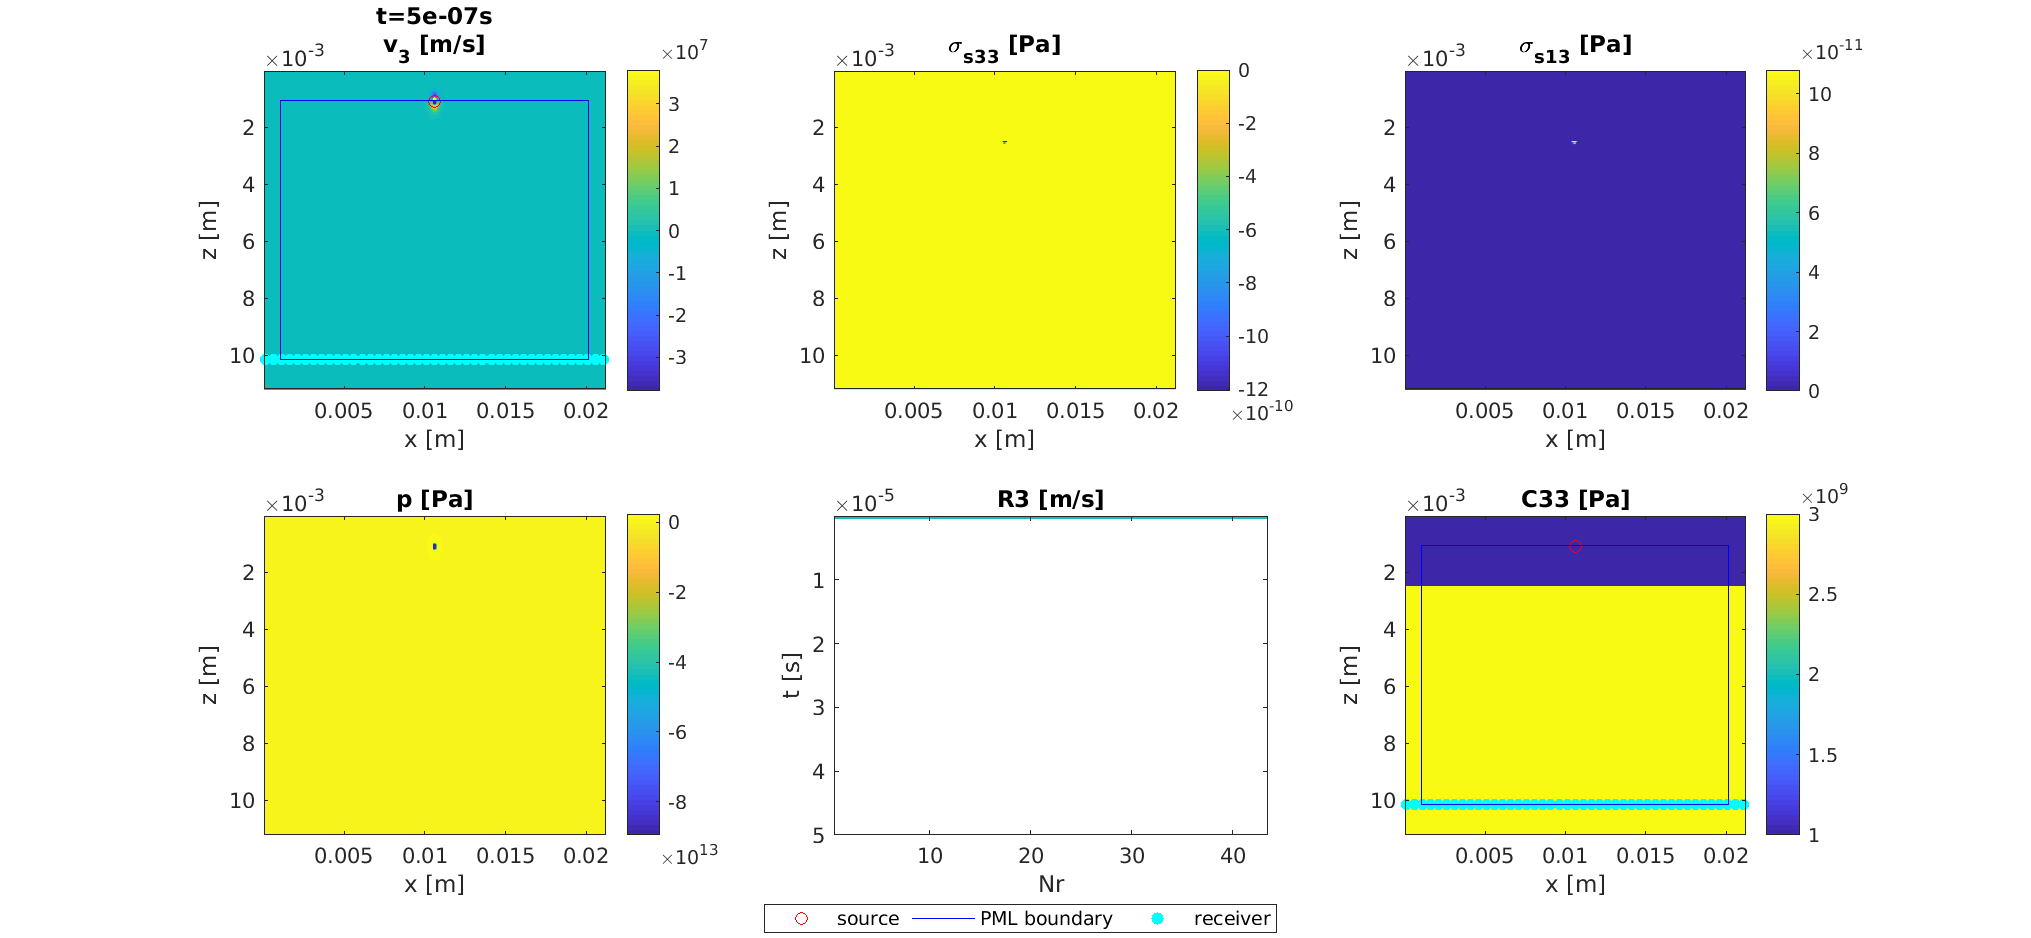 t=5e-07s
v3 [m/s]
×10-3
×107
2
4
6
8
10
z [m]
0.005 0.01 0.015 0.02
x [m]
3
2
1
0
-1
-2
-3
σs33 [Pa]
×10-3
2
4
6
8
10
z [m]
0.005 0.01 0.015 0.02
x [m]
0
-2
-4
-6
-8
-10
-12
×10-10
σs13 [Pa]
×10-3
×10-11
2
4
6
8
10
z [m]
0.005 0.01 0.015 0.02
x [m]
10
8
6
4
2
0
p [Pa]
×10-3
2
4
6
8
10
z [m]
0.005 0.01 0.015 0.02
x [m]
0
-2
-4
-6
-8
×1013
R3 [m/s]
×10-5
1
2
3
4
5
t [s]
10 20 30 40
Nr
C33 [Pa]
×10-3
×109
2
4
6
8
10
z [m]
0.005 0.01 0.015 0.02
x [m]
3
2.5
2
1.5
1
source PML boundary receiver